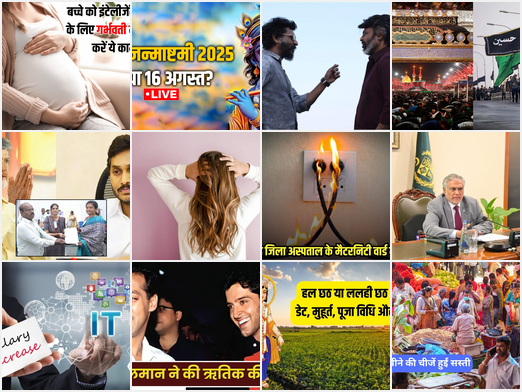 बच्चे को इंटेलीजें
के लिए गर्भवती
करें ये का
जन्माष्टमी 2025
16 अगस्त?
LIVE
जिला अस्पताल के मैटरनिटी वार्ड
lary
crease
IT
लमान ने की ऋतिक की
हल छठ या ललही छठ
डेट, मुहूर्त, पूजा विधि औ
ीने की चीजें हुईं सस्ती